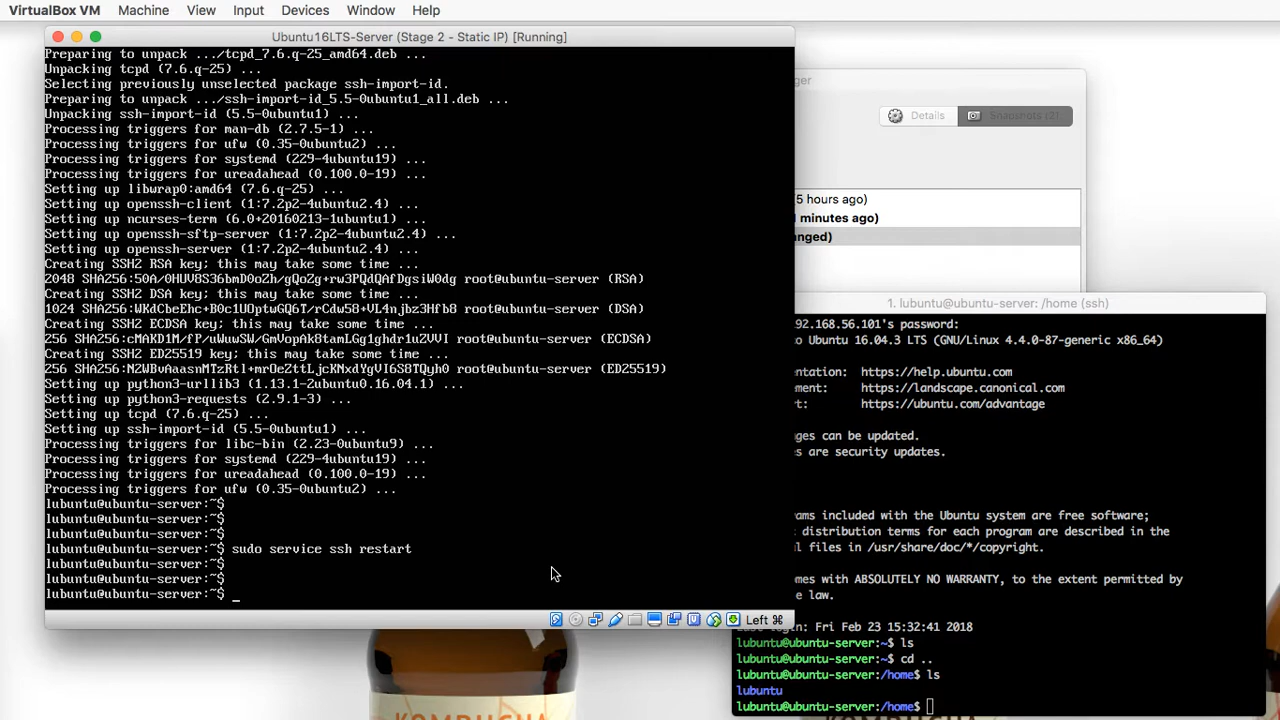 VirtualBox VM Machine View Input Devices Window Help
Ubuntu16LTS-Server (Stage 2 - Static IP) [Running]
Preparing to unpack .../tcpd_7.6.q-25_amd64.deb ...
Unpacking tcpd (7.6.q-25) ...
Selecting previously unselected package ssh-import-id.
Preparing to unpack .../ssh-import-id_5.5-0ubuntu1_all.deb ...
Unpacking ssh-import-id (5.5-0ubuntu1) ...
Processing triggers for man-db (2.7.5-1) ...
Processing triggers for ufw (0.35-0ubuntu2) ...
Processing triggers for systemd (229-4ubuntu19) ...
Processing triggers for ureadahead (0.100.0-19) ...
Setting up libwrap0:amd64 (7.6.q-25) ...
Setting up openssh-client (1:7.2p2-4ubuntu2.4) ...
Setting up ncurses-term (6.0+20160213-1ubuntu1) ...
Setting up openssh-sftp-server (1:7.2p2-4ubuntu2.4) ...
Setting up openssh-server (1:7.2p2-4ubuntu2.4) ...
Creating SSH2 RSA key; this may take some time ...
2048 SHA256:50A/0HUV8S36bmD0oZh/gQoZg+rw3PQdQAfDgsiW0dg root@ubuntu-server (RSA)
Creating SSH2 DSA key; this may take some time ...
1024 SHA256:WKdCbeEhc+B0c1UOptwGQ6T/rCdw58+VL4njbz3Hfb8 root@ubuntu-server (DSA)
Creating SSH2 ECDSA key; this may take some time ...
256 SHA256:cMAKD1M/fP/uWuwSW/GmVopAk8tamLGg1ghdr1u2VVI root@ubuntu-server (ECDSA)
Creating SSH2 ED25519 key; this may take some time ...
256 SHA256:N2WBvAaasnMTzRtl+mrOeZttLjcKNxdYgVI6S8TQyh0 root@ubuntu-server (ED25519)
Setting up python3-urllib3 (1.13.1-2ubuntu0.16.04.1) ...
Setting up python3-requests (2.9.1-3) ...
Setting up tcpd (7.6.q-25) ...
Setting up ssh-import-id (5.5-0ubuntu1) ...
Processing triggers for libc-bin (2.23-0ubuntu9) ...
Processing triggers for systemd (229-4ubuntu19) ...
Processing triggers for ureadahead (0.100.0-19) ...
Processing triggers for ufw (0.35-0ubuntu2) ...
lubuntu@ubuntu-server:~$
lubuntu@ubuntu-server:~$
lubuntu@ubuntu-server:~$
lubuntu@ubuntu-server:~$ sudo service ssh restart
lubuntu@ubuntu-server:~$
lubuntu@ubuntu-server:~$
lubuntu@ubuntu-server:~$ _
Left ⌘
ger
Details Snapshots (2)
(5 hours ago)
minutes ago)
nged)
1. lubuntu@ubuntu-server: /home (ssh)
92.168.56.101's password:
to Ubuntu 16.04.3 LTS (GNU/Linux 4.4.0-87-generic x86_64)
entation: https://help.ubuntu.com
ement: https://landscape.canonical.com
rt: https://ubuntu.com/advantage
ges can be updated.
es are security updates.
rams included with the Ubuntu system are free software;
t distribution terms for each program are described in the
l files in /usr/share/doc/*/copyright.
omes with ABSOLUTELY NO WARRANTY, to the extent permitted by
e law.
login: Fri Feb 23 15:32:41 2018
lubuntu@ubuntu-server:~$ ls
lubuntu@ubuntu-server:~$ cd ..
lubuntu@ubuntu-server:/home$ ls
lubuntu
lubuntu@ubuntu-server:/home$
KOMBUCHA